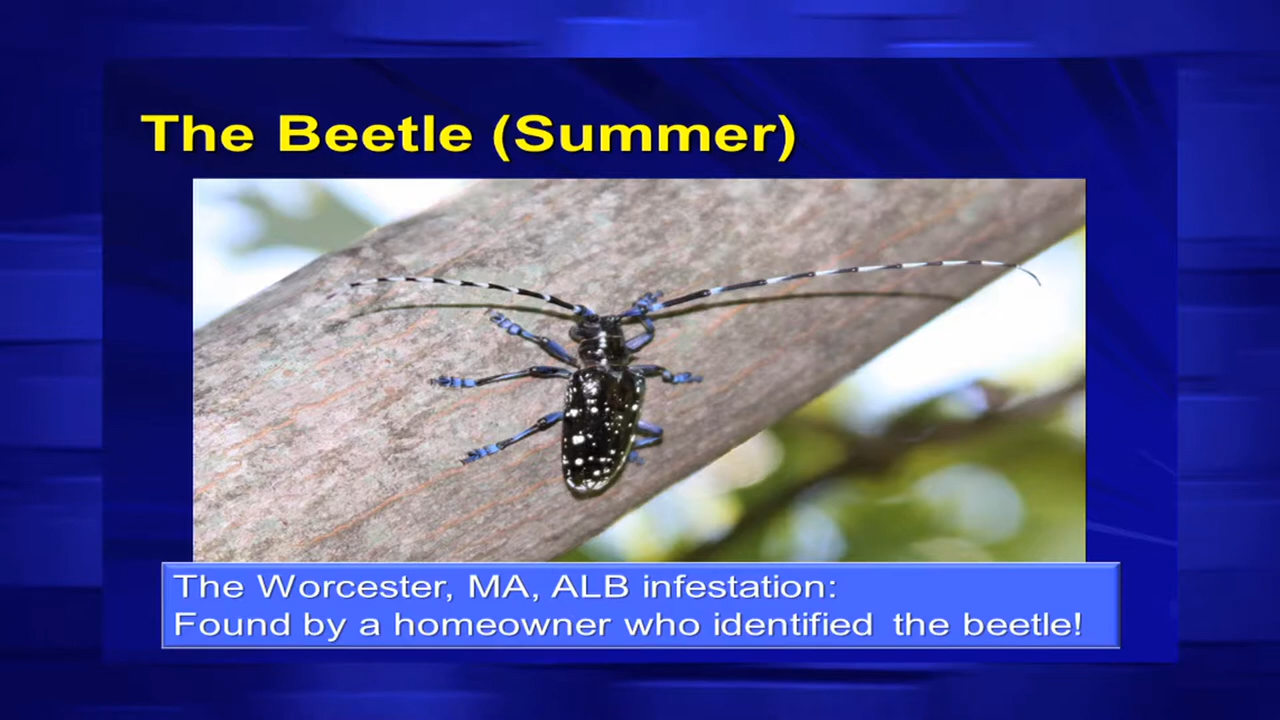 The Beetle (Summer)
The Worcester, MA, ALB infestation:
Found by a homeowner who identified the beetle!